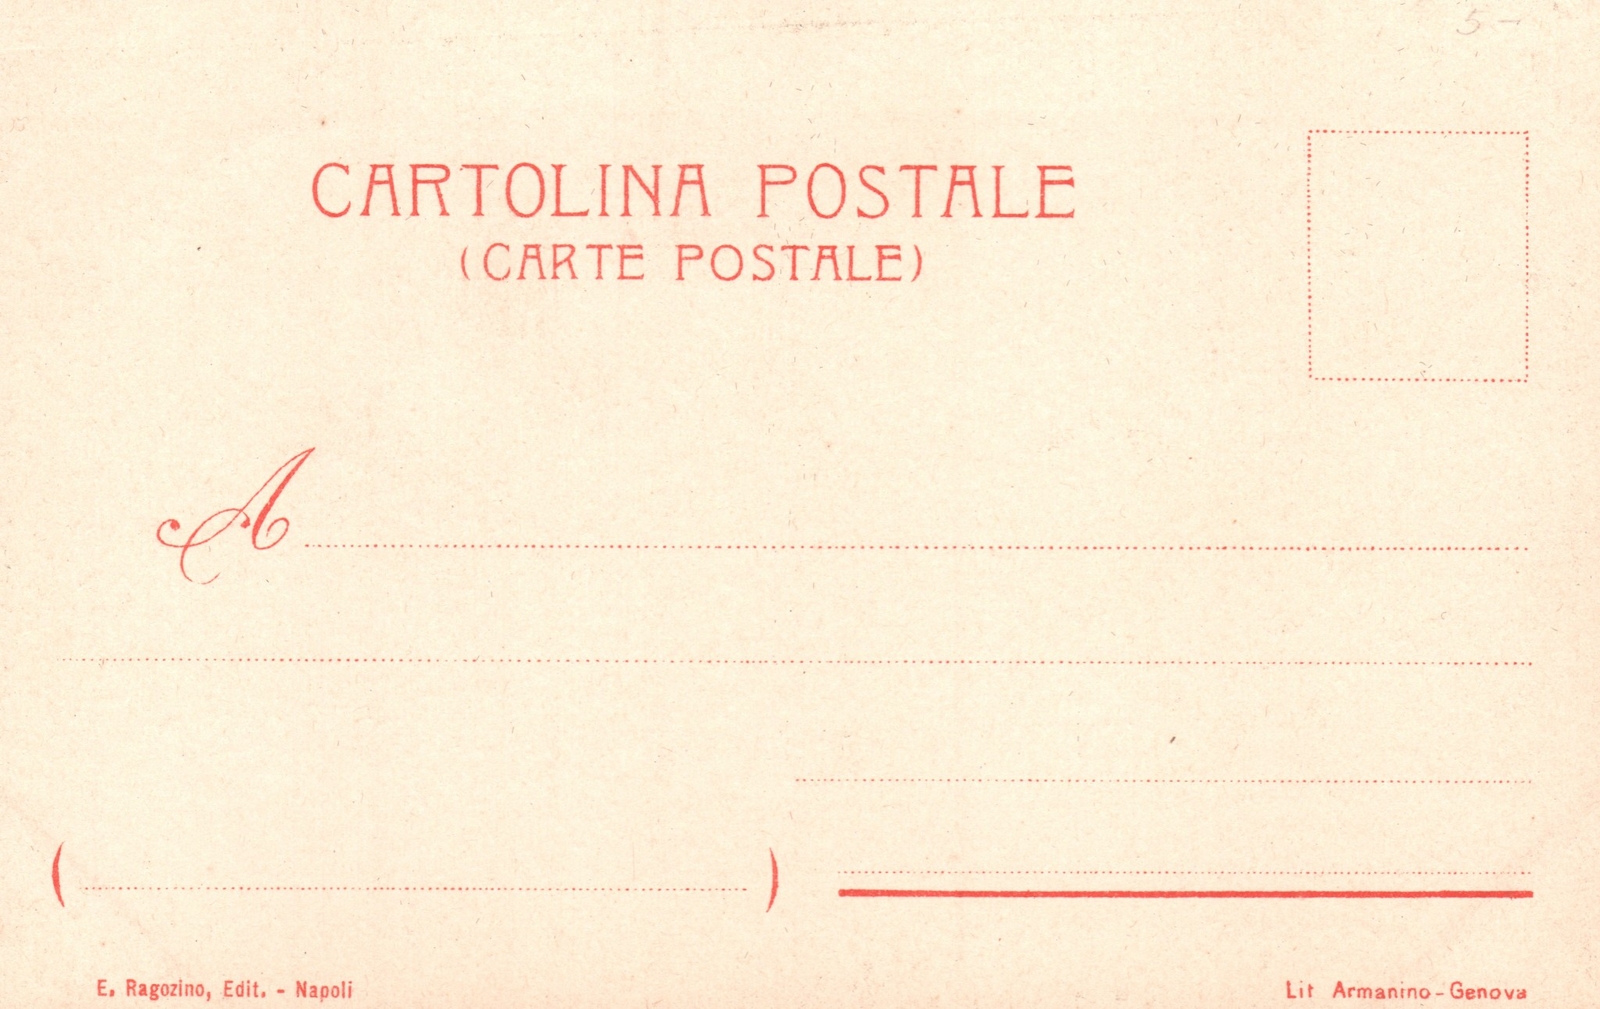 5-
CARTOLINA POSTALE
(CARTE POSTALE)
A
( )
E. Ragozino, Edit. - Napoli
Lit Armanino-Genova